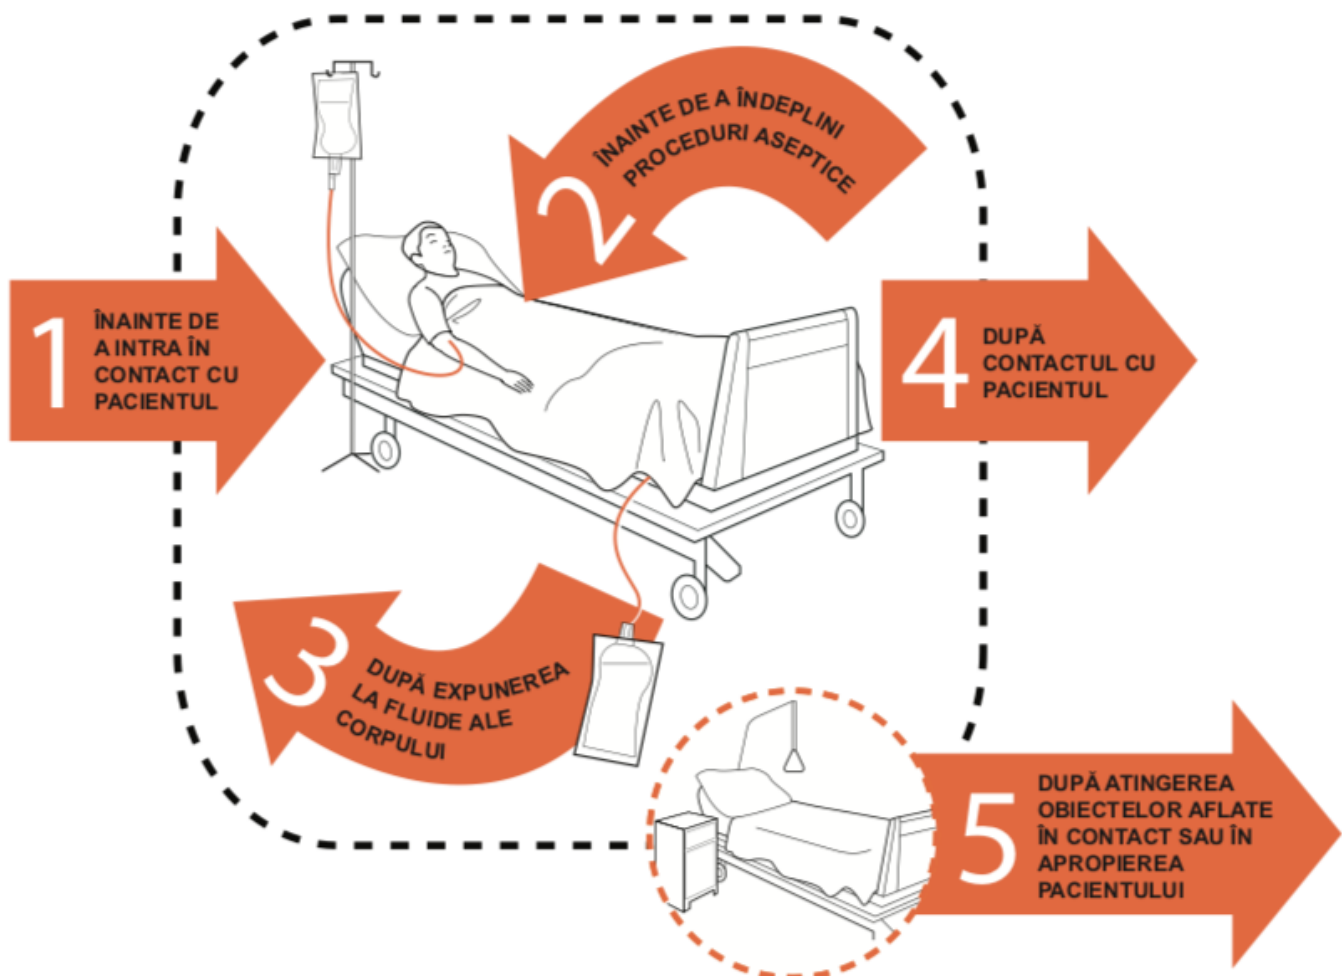 1
ÎNAINTE DE
A INTRA ÎN
CONTACT CU
PACIENTUL
2
ÎNAINTE DE A ÎNDEPLINI
PROCEDURI ASEPTICE
3
DUPĂ EXPUNEREA
LA FLUIDE ALE
CORPULUI
4
DUPĂ
CONTACTUL CU
PACIENTUL
5
DUPĂ ATINGEREA
OBIECTELOR AFLATE
ÎN CONTACT SAU ÎN
APROPIEREA
PACIENTULUI